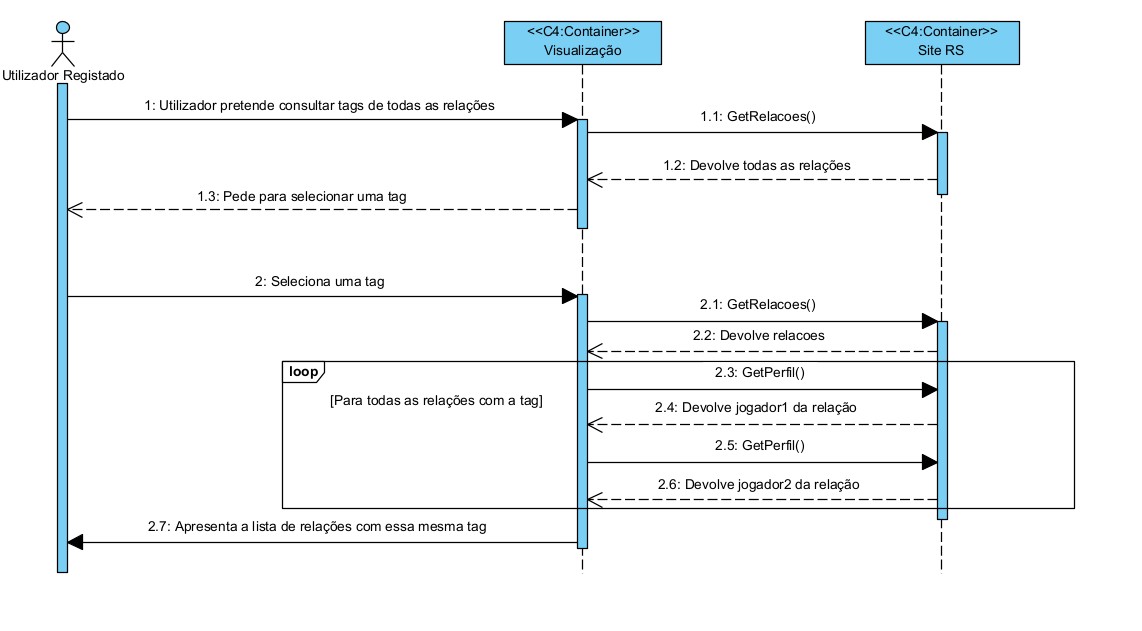 <<C4:Container>>
Visualização
<<C4:Container>>
Site RS
Utilizador Registado
1: Utilizador pretende consultar tags de todas as relações
1.1: GetRelacoes()
1.2: Devolve todas as relações
1.3: Pede para selecionar uma tag
2: Seleciona uma tag
2.1: GetRelacoes()
2.2: Devolve relacoes
loop
2.3: GetPerfil()
[Para todas as relações com a tag]
2.4: Devolve jogador1 da relação
2.5: GetPerfil()
2.6: Devolve jogador2 da relação
2.7: Apresenta a lista de relações com essa mesma tag